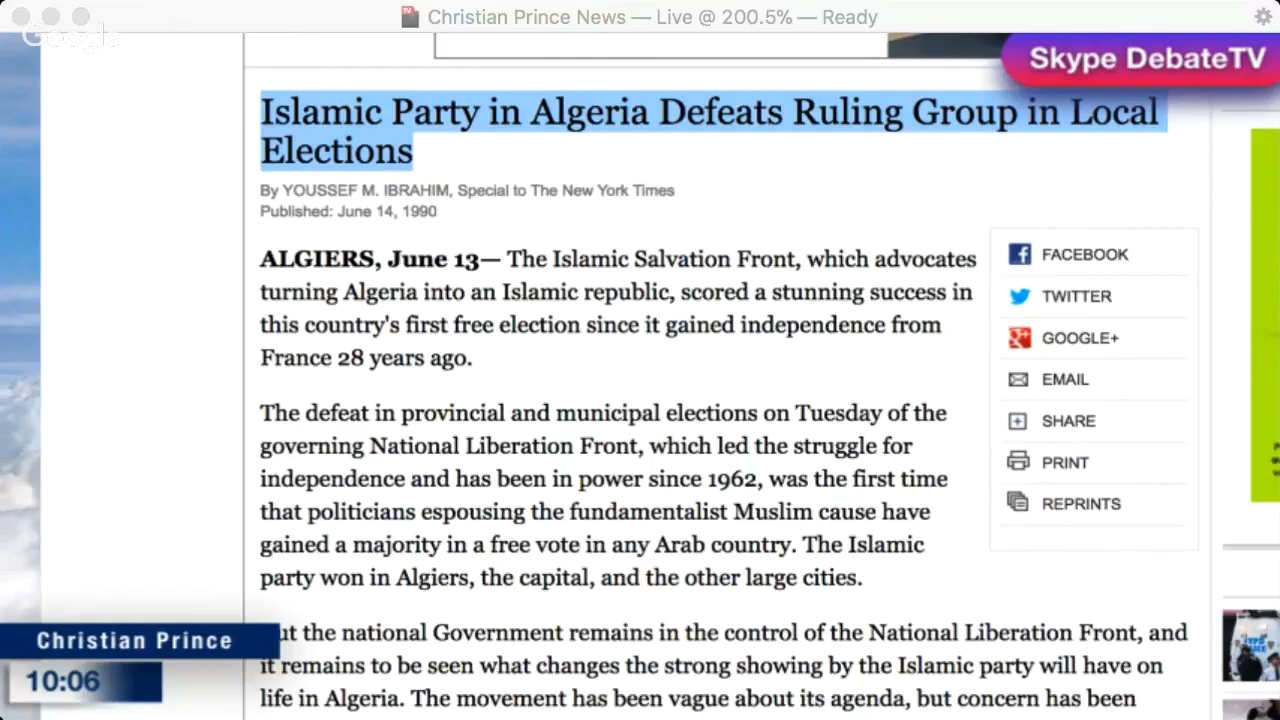 Christian Prince News — Live @ 200.5% — Ready
Google
Skype DebateTV
Islamic Party in Algeria Defeats Ruling Group in Local
Elections
By YOUSSEF M. IBRAHIM, Special to The New York Times
Published: June 14, 1990
ALGIERS, June 13— The Islamic Salvation Front, which advocates
turning Algeria into an Islamic republic, scored a stunning success in
this country's first free election since it gained independence from
France 28 years ago.
FACEBOOK
TWITTER
GOOGLE+
EMAIL
SHARE
PRINT
REPRINTS
The defeat in provincial and municipal elections on Tuesday of the
governing National Liberation Front, which led the struggle for
independence and has been in power since 1962, was the first time
that politicians espousing the fundamentalist Muslim cause have
gained a majority in a free vote in any Arab country. The Islamic
party won in Algiers, the capital, and the other large cities.
ut the national Government remains in the control of the National Liberation Front, and
it remains to be seen what changes the strong showing by the Islamic party will have on
life in Algeria. The movement has been vague about its agenda, but concern has been
Christian Prince
10:06